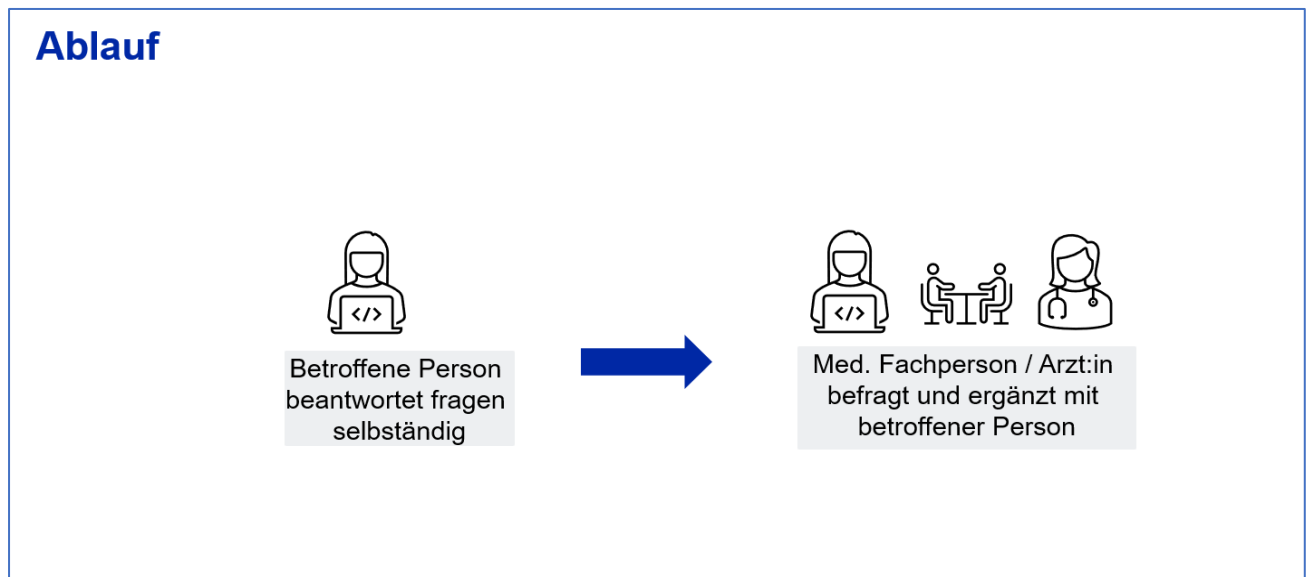 Ablauf
Betroffene Person
beantwortet fragen
selbständig
Med. Fachperson / Arzt:in
befragt und ergänzt mit
betroffener Person